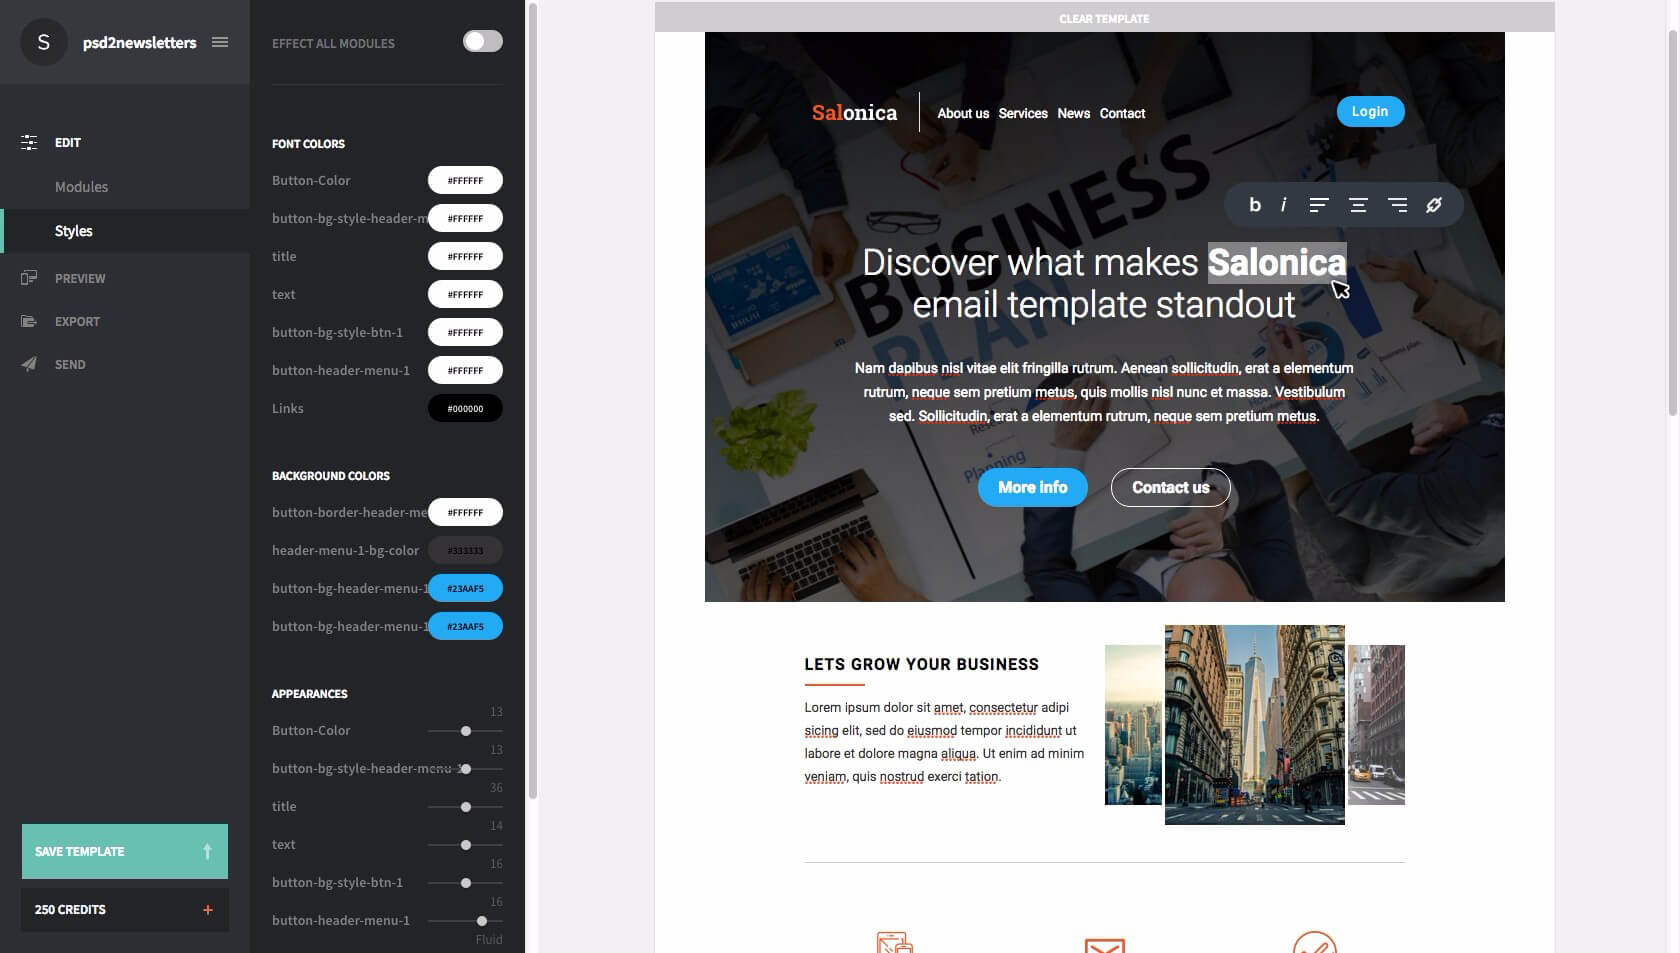 S
psd2newsletters
EDIT
Modules
Styles
PREVIEW
EXPORT
SEND
SAVE TEMPLATE
250 CREDITS
+
EFFECT ALL MODULES
FONT COLORS
Button-Color #FFFFFF
button-bg-style-header-m #FFFFFF
title #FFFFFF
text #FFFFFF
button-bg-style-btn-1 #FFFFFF
button-header-menu-1 #FFFFFF
Links #000000
BACKGROUND COLORS
button-border-header-me #FFFFFF
header-menu-1-bg-color #333333
button-bg-header-menu-1 #23AAF5
button-bg-header-menu-1 #23AAF5
APPEARANCES
13
Button-Color
13
button-bg-style-header-menu-1
36
title
14
text
16
button-bg-style-btn-1
16
button-header-menu-1
Fluid
CLEAR TEMPLATE
Salonica
About us Services News Contact
Login
b i
BUSINESS
PLAN
Discover what makes Salonica
email template standout
Nam dapibus nisl vitae elit fringilla rutrum. Aenean sollicitudin, erat a elementum
rutrum, neque sem pretium metus, quis mollis nisl nunc et massa. Vestibulum
sed. Sollicitudin, erat a elementum rutrum, neque sem pretium metus.
Planning
More info
Contact us
LETS GROW YOUR BUSINESS
Lorem ipsum dolor sit amet, consectetur adipi
sicing elit, sed do eiusmod tempor incididunt ut
labore et dolore magna aliqua. Ut enim ad minim
veniam, quis nostrud exerci tation.